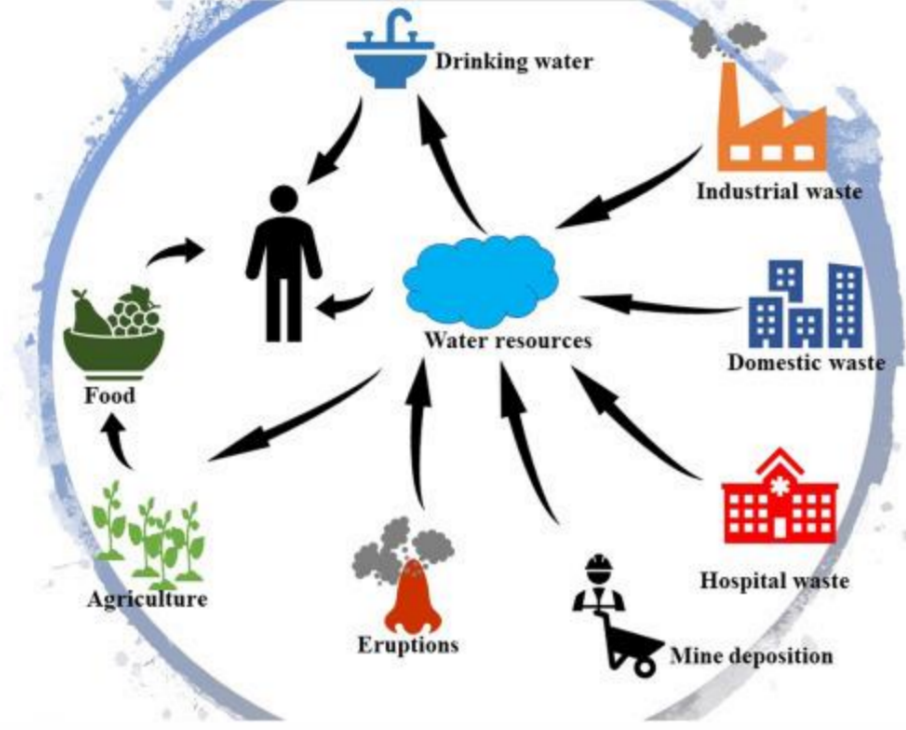 Drinking water
Industrial waste
Water resources
Domestic waste
Food
Agriculture
Eruptions
Hospital waste
Mine deposition